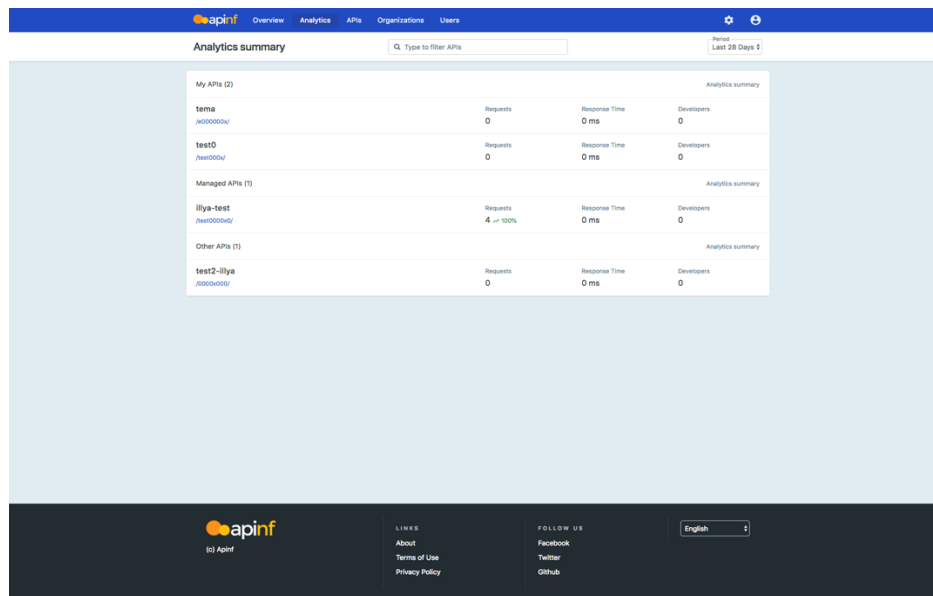 apinf Overview Analytics APIs Organizations Users
Analytics summary
Type to filter APIs
Period
Last 28 Days
My APIs (2) Analytics summary
tema Requests Response Time Developers
/e000000x/ 0 0 ms 0
test0 Requests Response Time Developers
/test000x/ 0 0 ms 0
Managed APIs (1) Analytics summary
illya-test Requests Response Time Developers
/test0000x0/ 4 100% 0 ms 0
Other APIs (1) Analytics summary
test2-illya Requests Response Time Developers
/0000x000/ 0 0 ms 0
apinf
(c) Apinf
LINKS
About
Terms of Use
Privacy Policy
FOLLOW US
Facebook
Twitter
Github
English